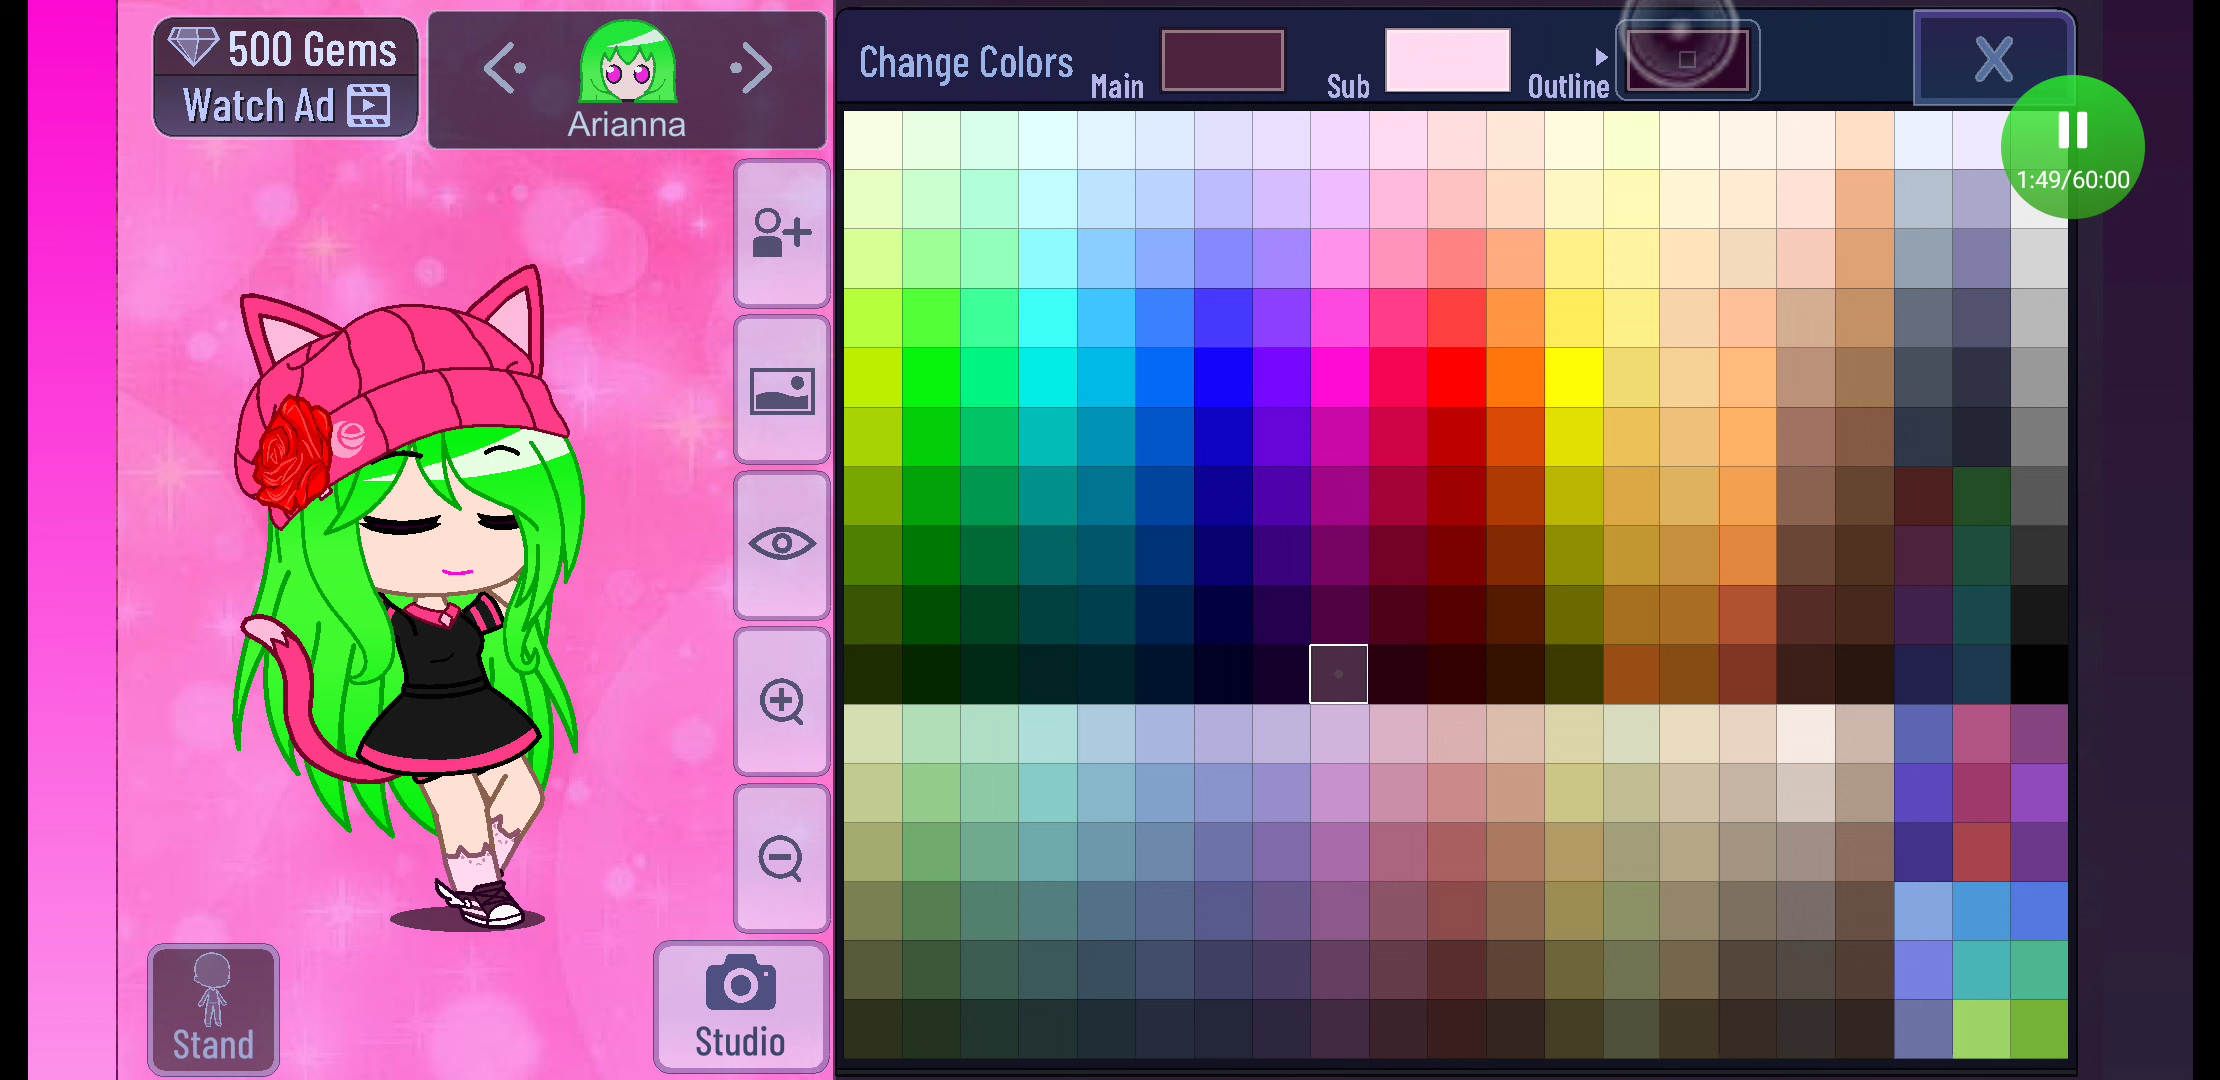 500 Gems
Watch Ad
Arianna
Change Colors
Main
Sub
Outline
X
1:49/60:00
Stand
Studio